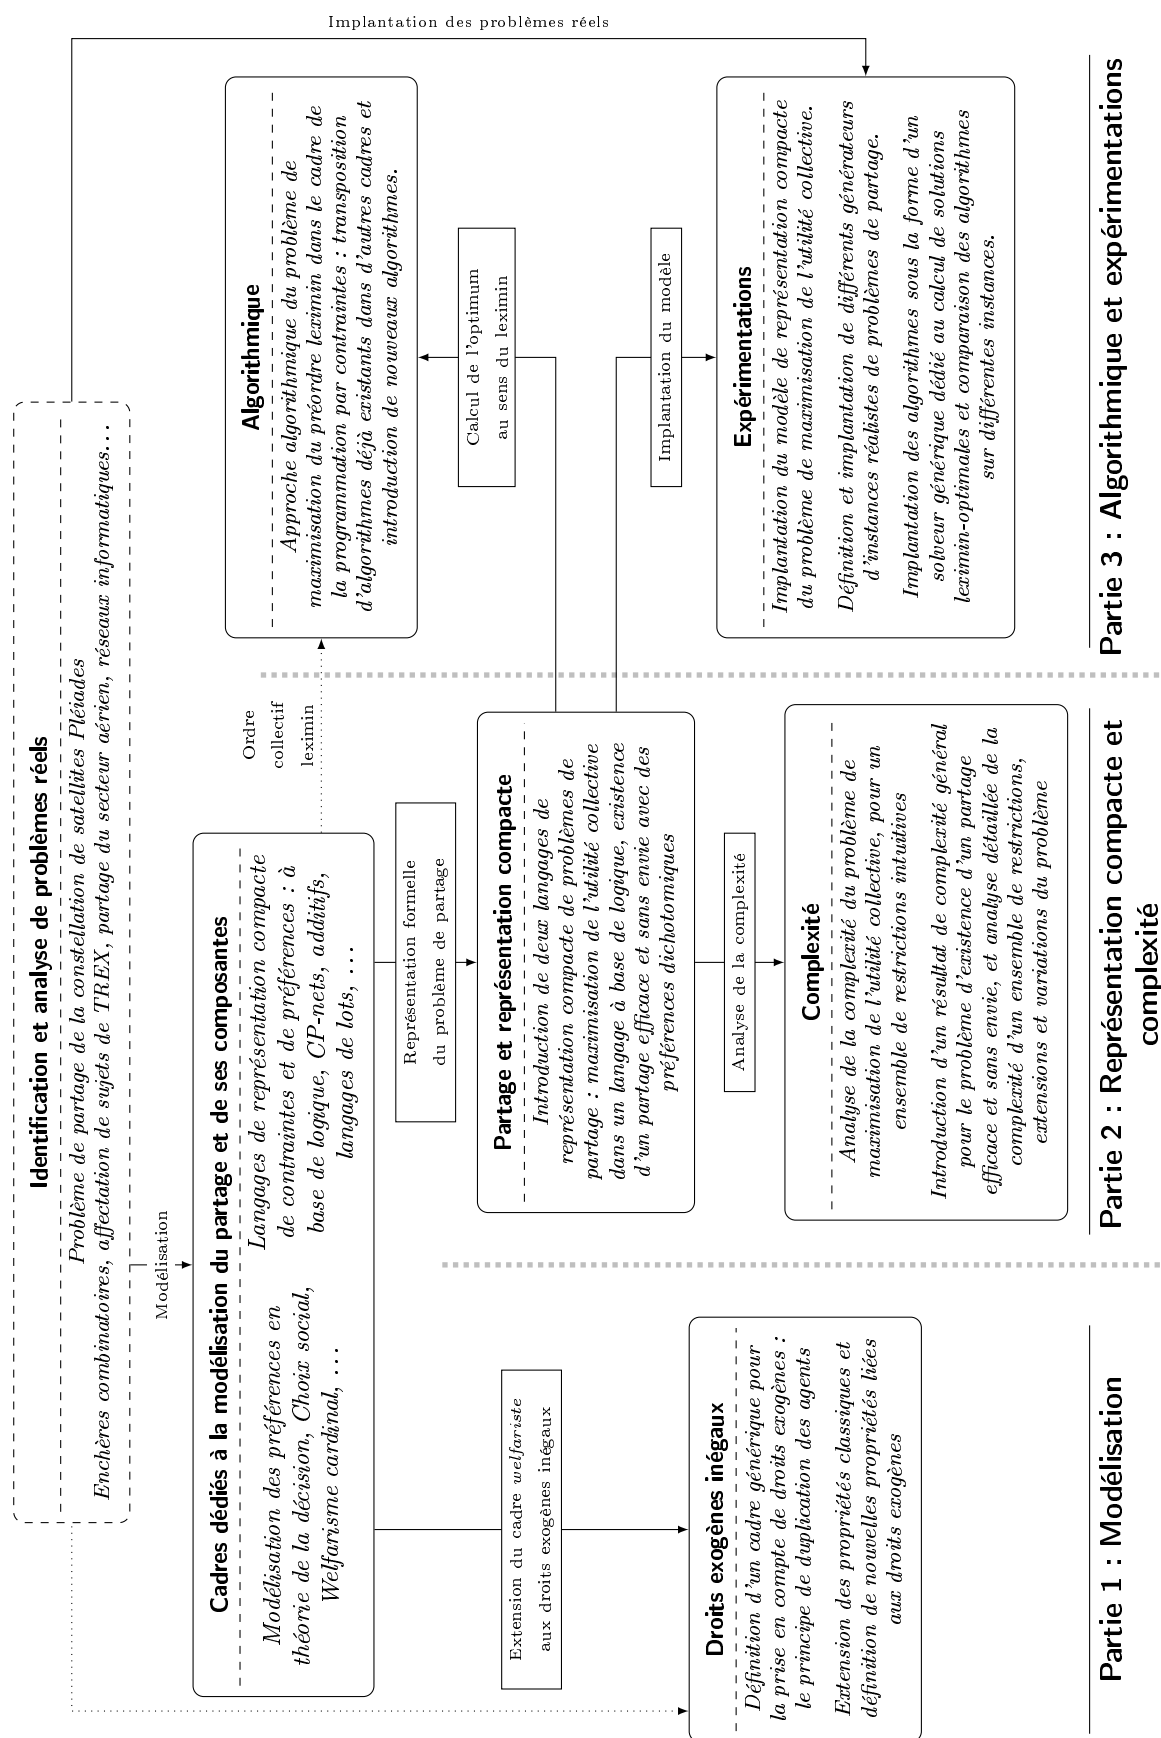 Identification et analyse de problèmes réels
Problème de partage de la constellation de satellites Pléiades
Enchères combinatoires, affectation de sujets de TREX, partage du secteur aérien, réseaux informatiques...
Modélisation
Implantation des problèmes réels
Cadres dédiés à la modélisation du partage et de ses composantes
Modélisation des préférences en
théorie de la décision, Choix social,
Welfarisme cardinal, ...
Langages de représentation compacte
de contraintes et de préférences : à
base de logique, CP-nets, additifs,
langages de lots, ...
Ordre
collectif
leximin
Algorithmique
Approche algorithmique du problème de
maximisation du préordre leximin dans le cadre de
la programmation par contraintes : transposition
d'algorithmes déjà existants dans d'autres cadres et
introduction de nouveaux algorithmes.
Extension du cadre welfariste
aux droits exogènes inégaux
Représentation formelle
du problème de partage
Calcul de l'optimum
au sens du leximin
Partage et représentation compacte
Introduction de deux langages de
représentation compacte de problèmes de
partage : maximisation de l'utilité collective
dans un langage à base de logique, existence
d'un partage efficace et sans envie avec des
préférences dichotomiques
Implantation du modèle
Droits exogènes inégaux
Définition d'un cadre générique pour
la prise en compte de droits exogènes :
le principe de duplication des agents
Extension des propriétés classiques et
définition de nouvelles propriétés liées
aux droits exogènes
Analyse de la complexité
Complexité
Analyse de la complexité du problème de
maximisation de l'utilité collective, pour un
ensemble de restrictions intuitives
Introduction d'un résultat de complexité général
pour le problème d'existence d'un partage
efficace et sans envie, et analyse détaillée de la
complexité d'un ensemble de restrictions,
extensions et variations du problème
Expérimentations
Implantation du modèle de représentation compacte
du problème de maximisation de l'utilité collective.
Définition et implantation de différents générateurs
d'instances réalistes de problèmes de partage.
Implantation des algorithmes sous la forme d'un
solveur générique dédié au calcul de solutions
leximin-optimales et comparaison des algorithmes
sur différentes instances.
Partie 1 : Modélisation
Partie 2 : Représentation compacte et
complexité
Partie 3 : Algorithmique et expérimentations